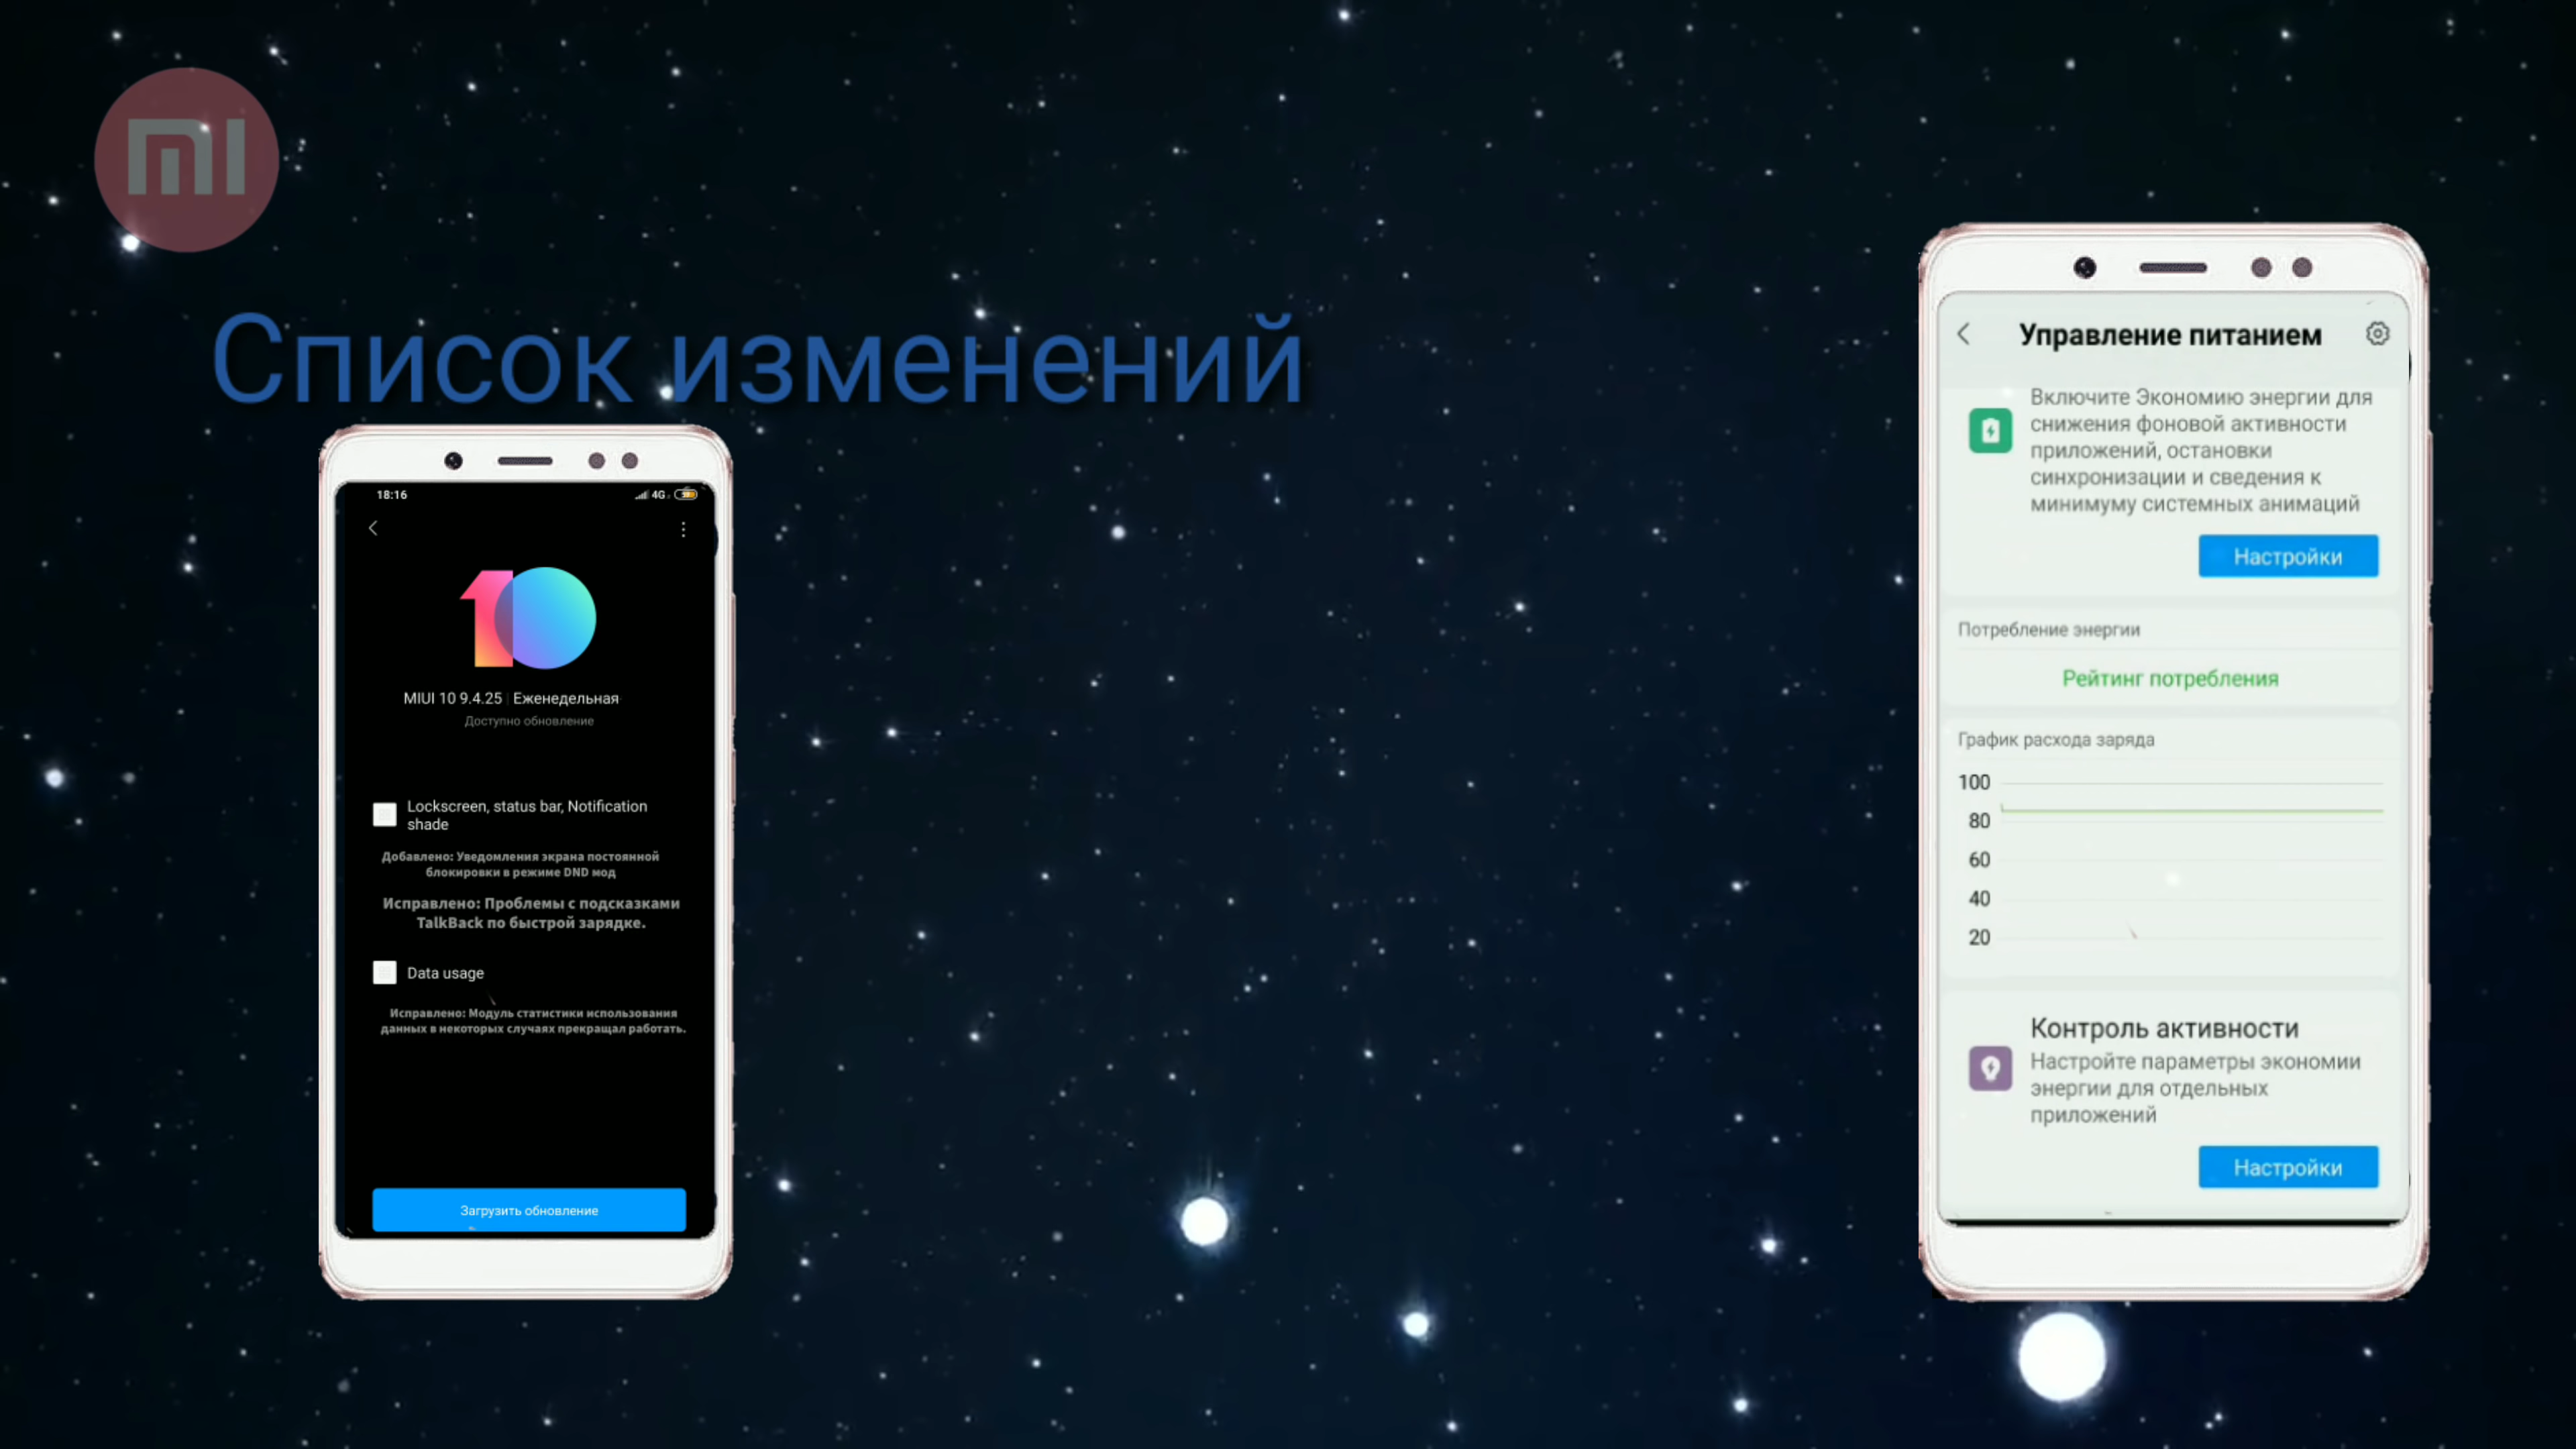 MI
Список изменений
18:16
4G
10
MIUI 10 9.4.25 | Еженедельная
Доступно обновление
Lockscreen, status bar, Notification
shade
Добавлено: Уведомления экрана постоянной
блокировки в режиме DND мод
Исправлено: Проблемы с подсказками
TalkBack по быстрой зарядке.
Data usage
Исправлено: Модуль статистики использования
данных в некоторых случаях прекращал работать.
Загрузить обновление
Управление питанием
Включите Экономию энергии для
снижения фоновой активности
приложений, остановки
синхронизации и сведения к
минимуму системных анимаций
Настройки
Потребление энергии
Рейтинг потребления
График расхода заряда
100
80
60
40
20
Контроль активности
Настройте параметры экономии
энергии для отдельных
приложений
Настройки